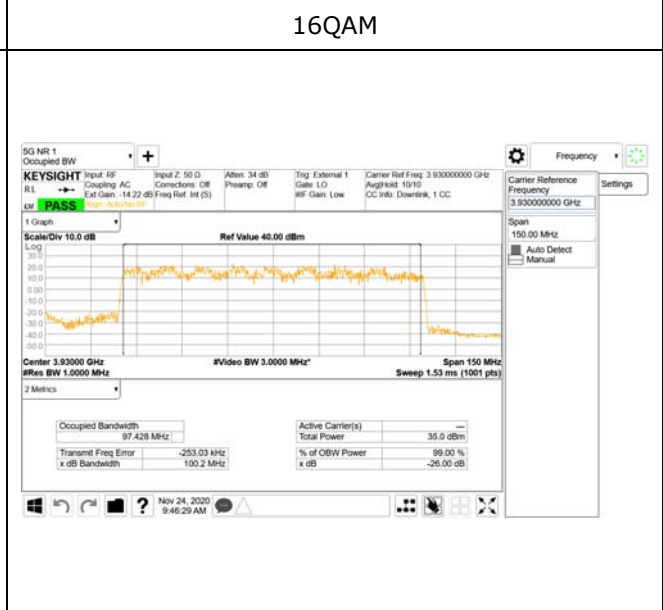 16QAM
5G NR 1
Occupied BW
Frequency
KEYSIGHT
RL
PASS
Input: RF
Coupling: AC
Ext Gain: -14.22 dB
Align: Auto/No RF
Input Z: 50 Ω
Corrections: Off
Freq Ref: Int (S)
Atten: 34 dB
Preamp: Off
Trig: External 1
Gate: LO
#IF Gain: Low
Carrier Ref Freq: 3.930000000 GHz
Avg|Hold: 10/10
CC Info: Downlink, 1 CC
Carrier Reference
Frequency
3.930000000 GHz
Settings
Span
150.00 MHz
Auto Detect
Manual
1 Graph
Scale/Div 10.0 dB
Ref Value 40.00 dBm
Log
30.0
20.0
10.0
0.00
-10.0
-20.0
-30.0
-40.0
-50.0
Center 3.93000 GHz
#Video BW 3.0000 MHz*
Span 150 MHz
#Res BW 1.0000 MHz
Sweep 1.53 ms (1001 pts)
2 Metrics
Occupied Bandwidth
97.428 MHz
Transmit Freq Error -253.03 kHz
x dB Bandwidth 100.2 MHz
Active Carrier(s) ---
Total Power 35.0 dBm
% of OBW Power 99.00 %
x dB -26.00 dB
Nov 24, 2020
9:46:29 AM